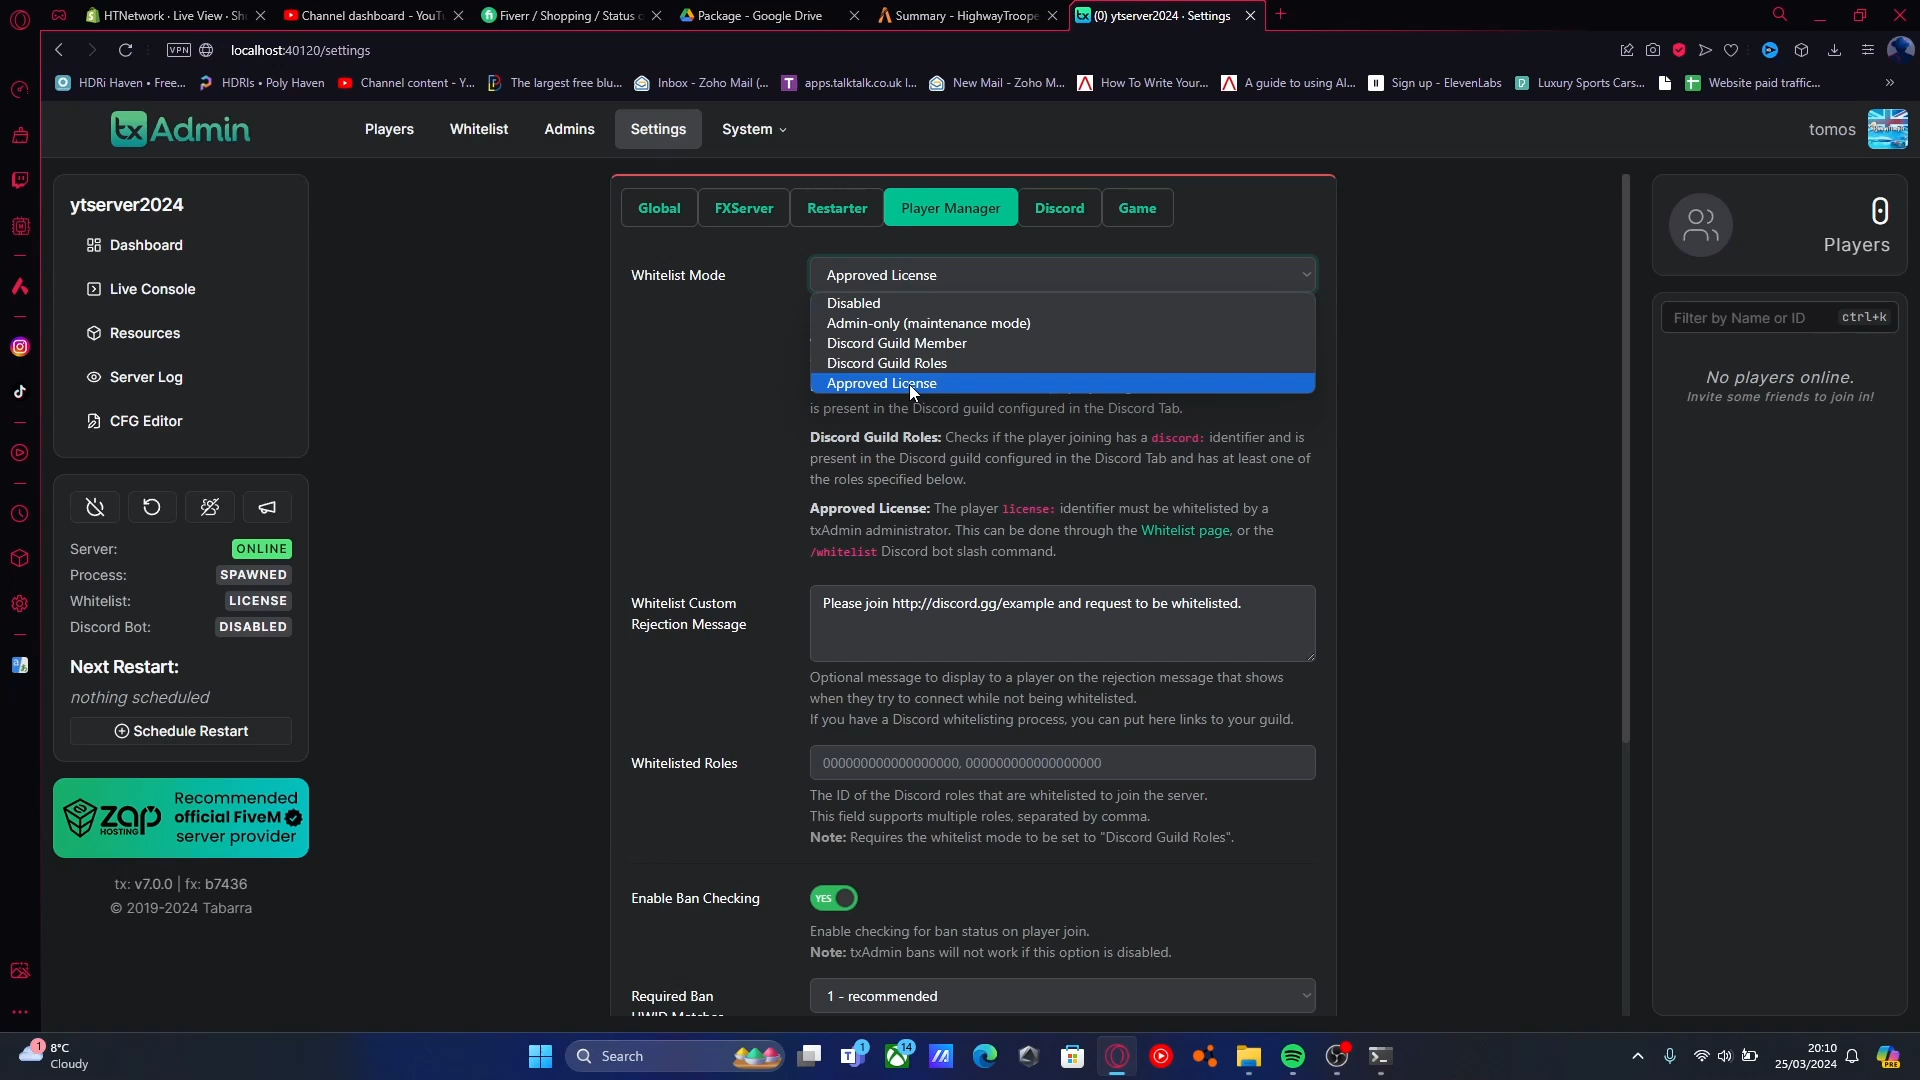 HTNetwork · Live View · Sh
Channel dashboard - YouTu
Fiverr / Shopping / Status o
Package - Google Drive
Summary - HighwayTroope
(0) ytserver2024 · Settings
VPN
localhost:40120/settings
HDRi Haven • Free...
HDRIs • Poly Haven
Channel content - Y...
The largest free blu...
Inbox - Zoho Mail (...
apps.talktalk.co.uk l...
New Mail - Zoho M...
How To Write Your...
A guide to using AI...
Sign up - ElevenLabs
Luxury Sports Cars...
Website paid traffic...
tx Admin
Players
Whitelist
Admins
Settings
System
tomos
ytserver2024
Dashboard
Live Console
Resources
Server Log
CFG Editor
Server: ONLINE
Process: SPAWNED
Whitelist: LICENSE
Discord Bot: DISABLED
Next Restart:
nothing scheduled
Schedule Restart
ZAP HOSTING
Recommended
official FiveM
server provider
tx: v7.0.0 | fx: b7436
© 2019-2024 Tabarra
Global
FXServer
Restarter
Player Manager
Discord
Game
Whitelist Mode
Approved License
Disabled
Admin-only (maintenance mode)
Discord Guild Member
Discord Guild Roles
Approved License
is present in the Discord guild configured in the Discord Tab.
Discord Guild Roles: Checks if the player joining has a discord: identifier and is
present in the Discord guild configured in the Discord Tab and has at least one of
the roles specified below.
Approved License: The player license: identifier must be whitelisted by a
txAdmin administrator. This can be done through the Whitelist page, or the
/whitelist Discord bot slash command.
Whitelist Custom
Rejection Message
Please join http://discord.gg/example and request to be whitelisted.
Optional message to display to a player on the rejection message that shows
when they try to connect while not being whitelisted.
If you have a Discord whitelisting process, you can put here links to your guild.
Whitelisted Roles
000000000000000000, 000000000000000000
The ID of the Discord roles that are whitelisted to join the server.
This field supports multiple roles, separated by comma.
Note: Requires the whitelist mode to be set to "Discord Guild Roles".
Enable Ban Checking
YES
Enable checking for ban status on player join.
Note: txAdmin bans will not work if this option is disabled.
Required Ban
1 - recommended
0
Players
Filter by Name or ID
ctrl+k
No players online.
Invite some friends to join in!
1
8°C
Cloudy
Search
1
14
20:10
25/03/2024
PRE